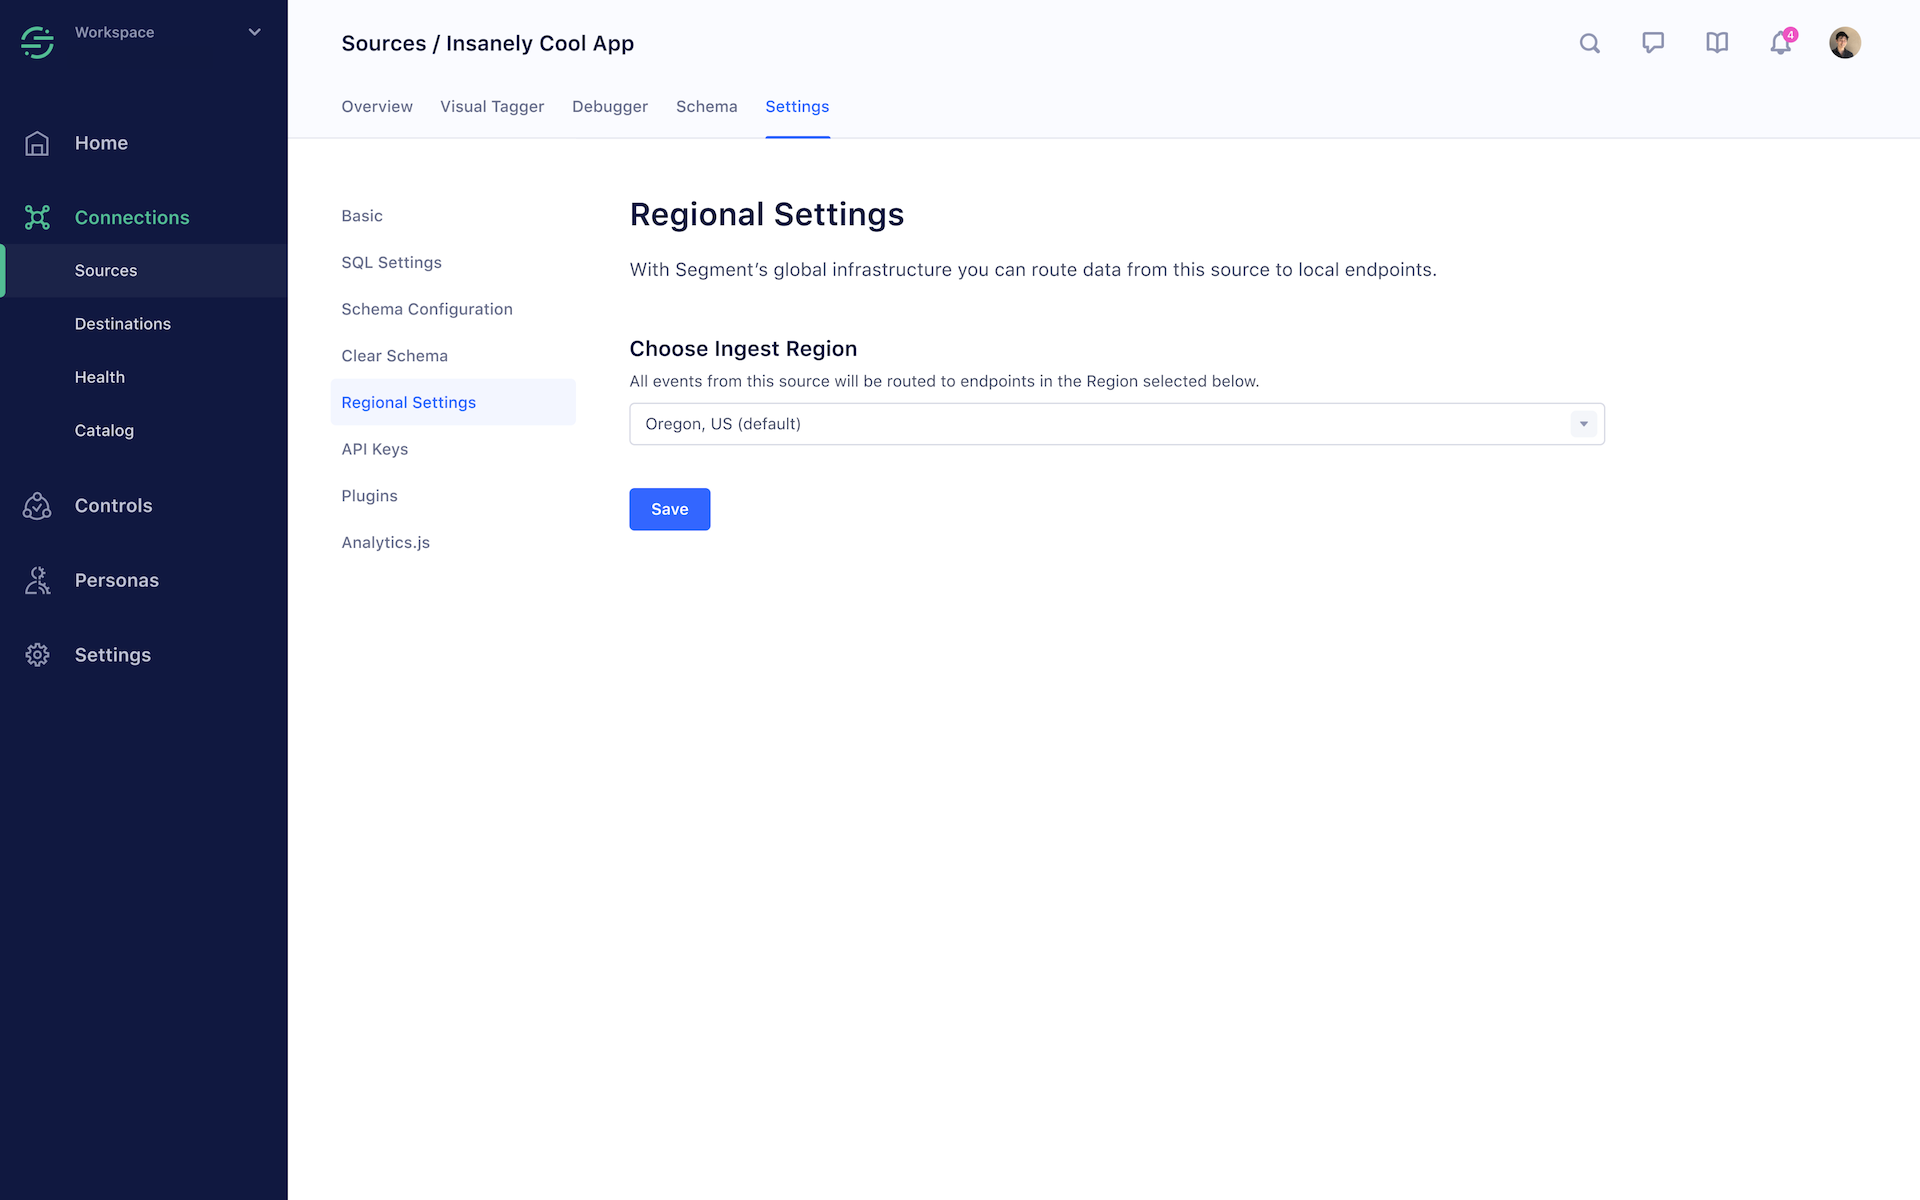 Workspace
Home
Connections
Sources
Destinations
Health
Catalog
Controls
Personas
Settings
Sources / Insanely Cool App
4
Overview
Visual Tagger
Debugger
Schema
Settings
Basic
SQL Settings
Schema Configuration
Clear Schema
Regional Settings
API Keys
Plugins
Analytics.js
Regional Settings
With Segment’s global infrastructure you can route data from this source to local endpoints.
Choose Ingest Region
All events from this source will be routed to endpoints in the Region selected below.
Oregon, US (default)
Save